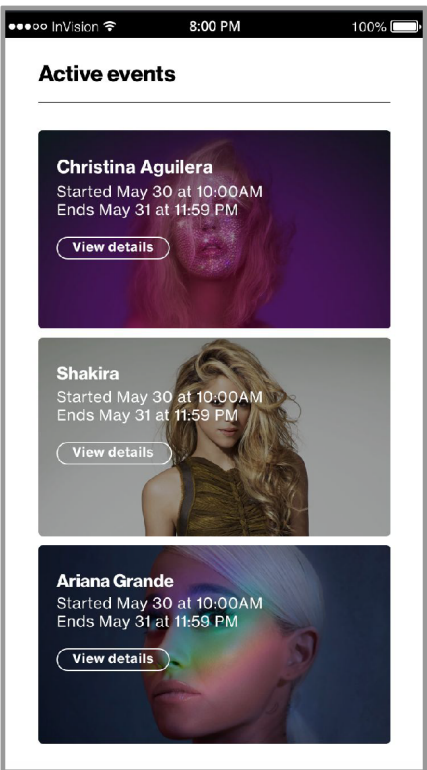 InVision 8:00 PM 100%
Active events
Christina Aguilera
Started May 30 at 10:00AM
Ends May 31 at 11:59 PM
View details
Shakira
Started May 30 at 10:00AM
Ends May 31 at 11:59 PM
View details
Ariana Grande
Started May 30 at 10:00AM
Ends May 31 at 11:59 PM
View details